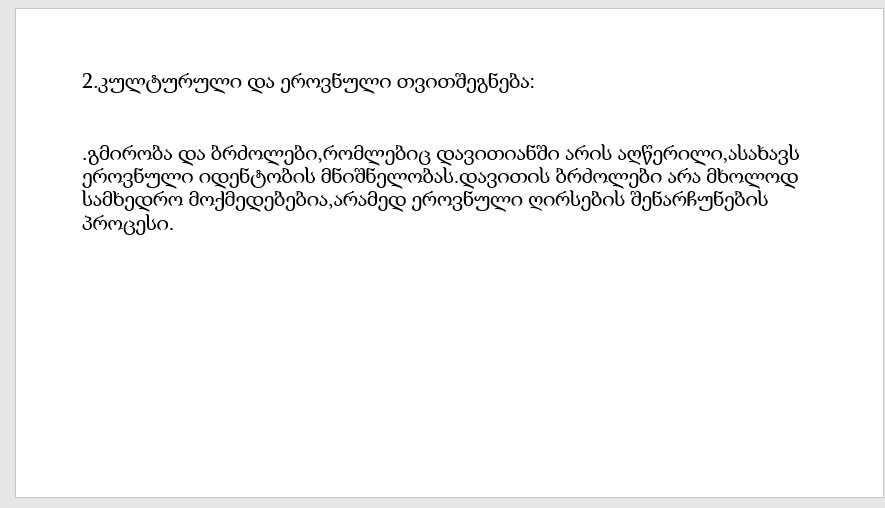 2.კულტურული და ეროვნული თვითშეგნება:
.გმირობა და ბრძოლები,რომლებიც დავითიანში არის აღწერილი,ასახავს
ეროვნული იდენტობის მნიშნელობას.დავითის ბრძოლები არა მხოლოდ
სამხედრო მოქმედებებია,არამედ ეროვნული ღირსების შენარჩუნების
პროცესი.